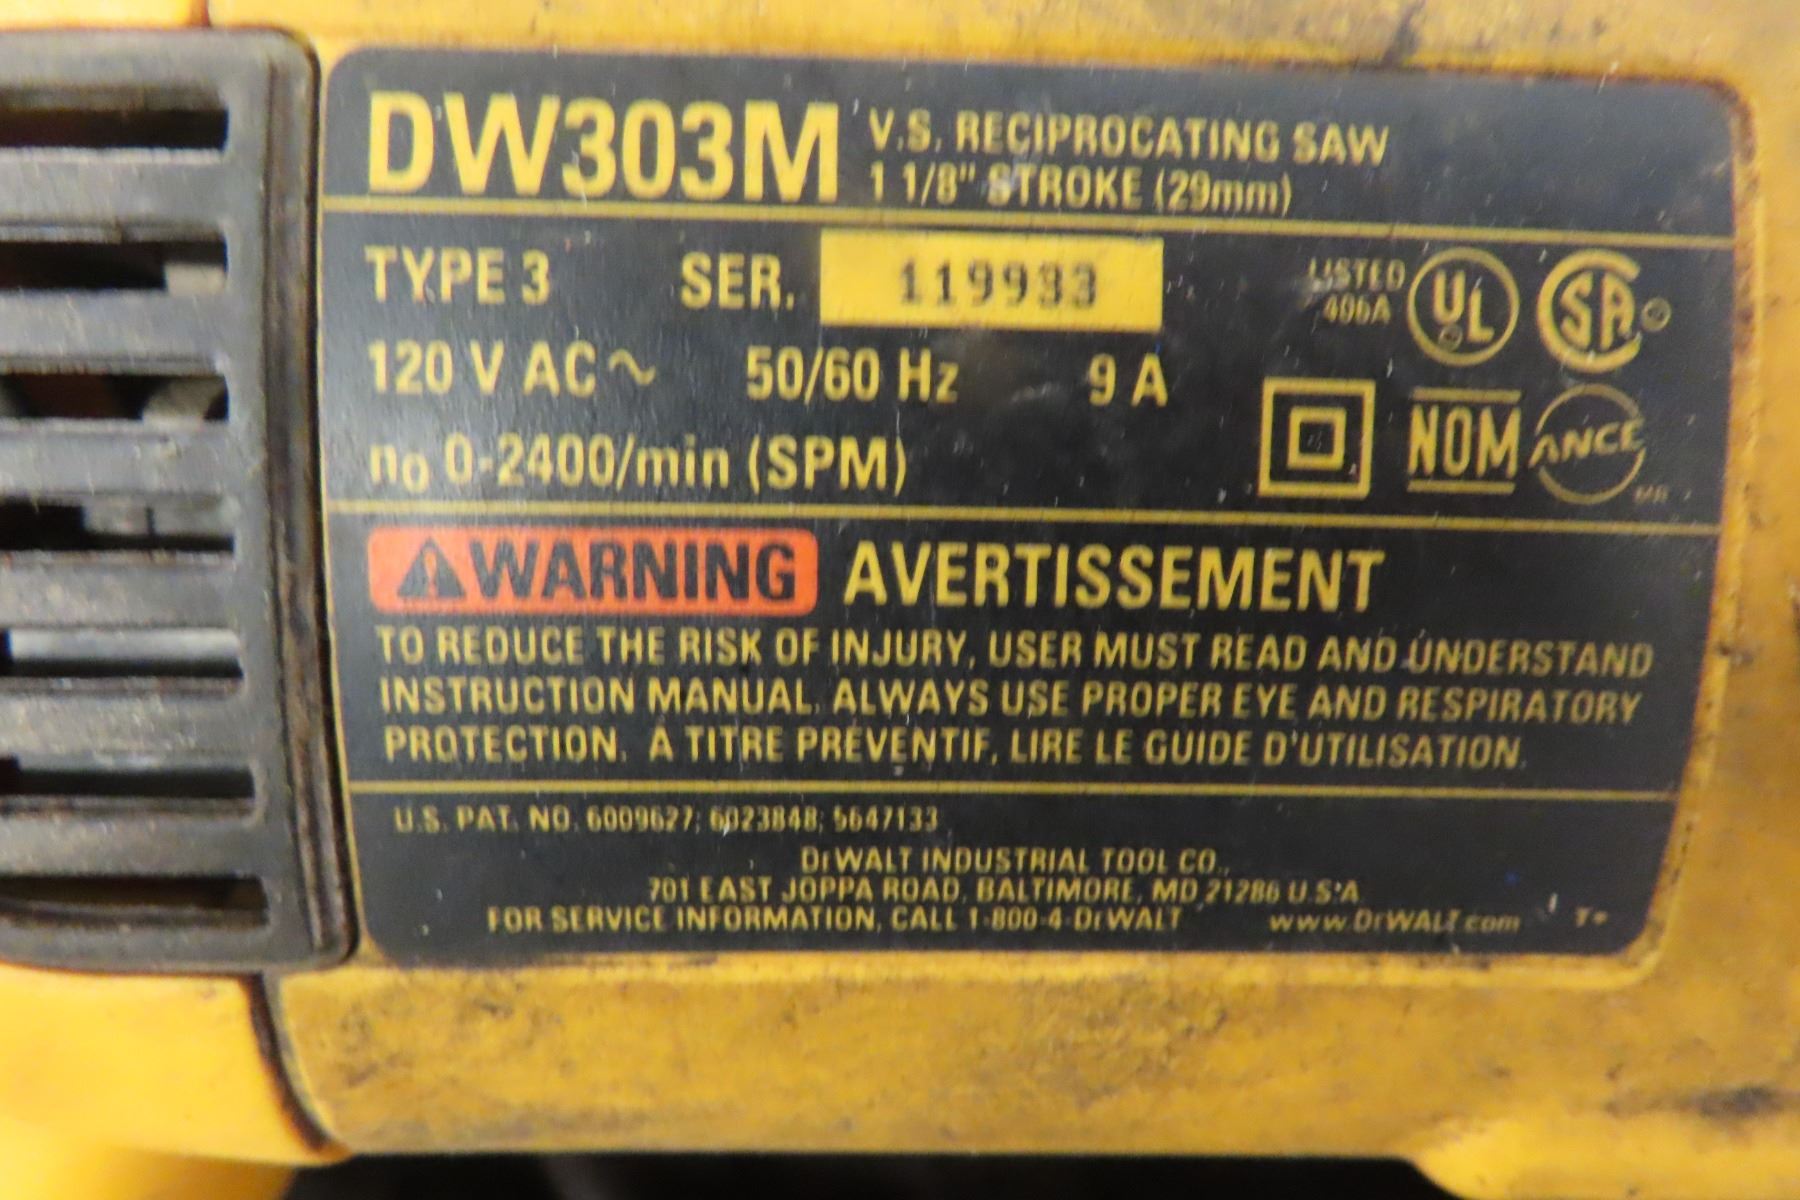 DW303M V.S. RECIPROCATING SAW
1 1/8" STROKE (29mm)
TYPE 3 SER. 119933
LISTED
406A
UL
SA
120 V AC~ 50/60 Hz 9 A
NOM ANCE
MR
no 0-2400/min (SPM)
WARNING AVERTISSEMENT
TO REDUCE THE RISK OF INJURY, USER MUST READ AND UNDERSTAND
INSTRUCTION MANUAL. ALWAYS USE PROPER EYE AND RESPIRATORY
PROTECTION. À TITRE PRÉVENTIF, LIRE LE GUIDE D'UTILISATION.
U.S. PAT. NO. 6009627; 6023848; 5647133
DEWALT INDUSTRIAL TOOL CO.,
701 EAST JOPPA ROAD, BALTIMORE, MD 21286 U.S.A
FOR SERVICE INFORMATION, CALL 1-800-4-DEWALT www.DEWALT.com